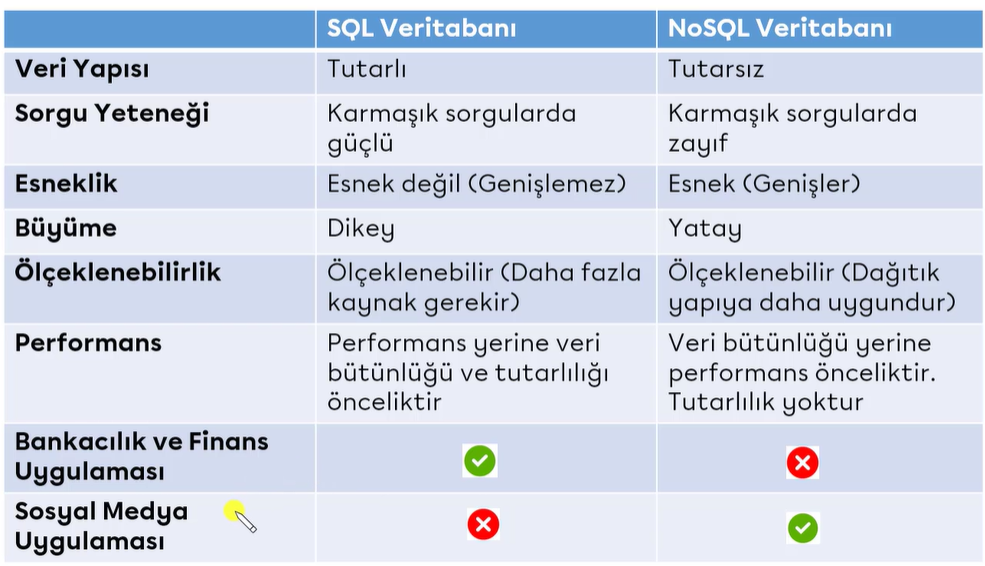 SQL Veritabanı
NoSQL Veritabanı
Veri Yapısı
Tutarlı
Tutarsız
Sorgu Yeteneği
Karmaşık sorgularda
güçlü
Karmaşık sorgularda
zayıf
Esneklik
Esnek değil (Genişlemez)
Esnek (Genişler)
Büyüme
Dikey
Yatay
Ölçeklenebilirlik
Ölçeklenebilir (Daha fazla
kaynak gerekir)
Ölçeklenebilir (Dağıtık
yapıya daha uygundur)
Performans
Performans yerine veri
bütünlüğü ve tutarlılığı
önceliktir
Veri bütünlüğü yerine
performans önceliktir.
Tutarlılık yoktur
Bankacılık ve Finans
Uygulaması
Sosyal Medya
Uygulaması